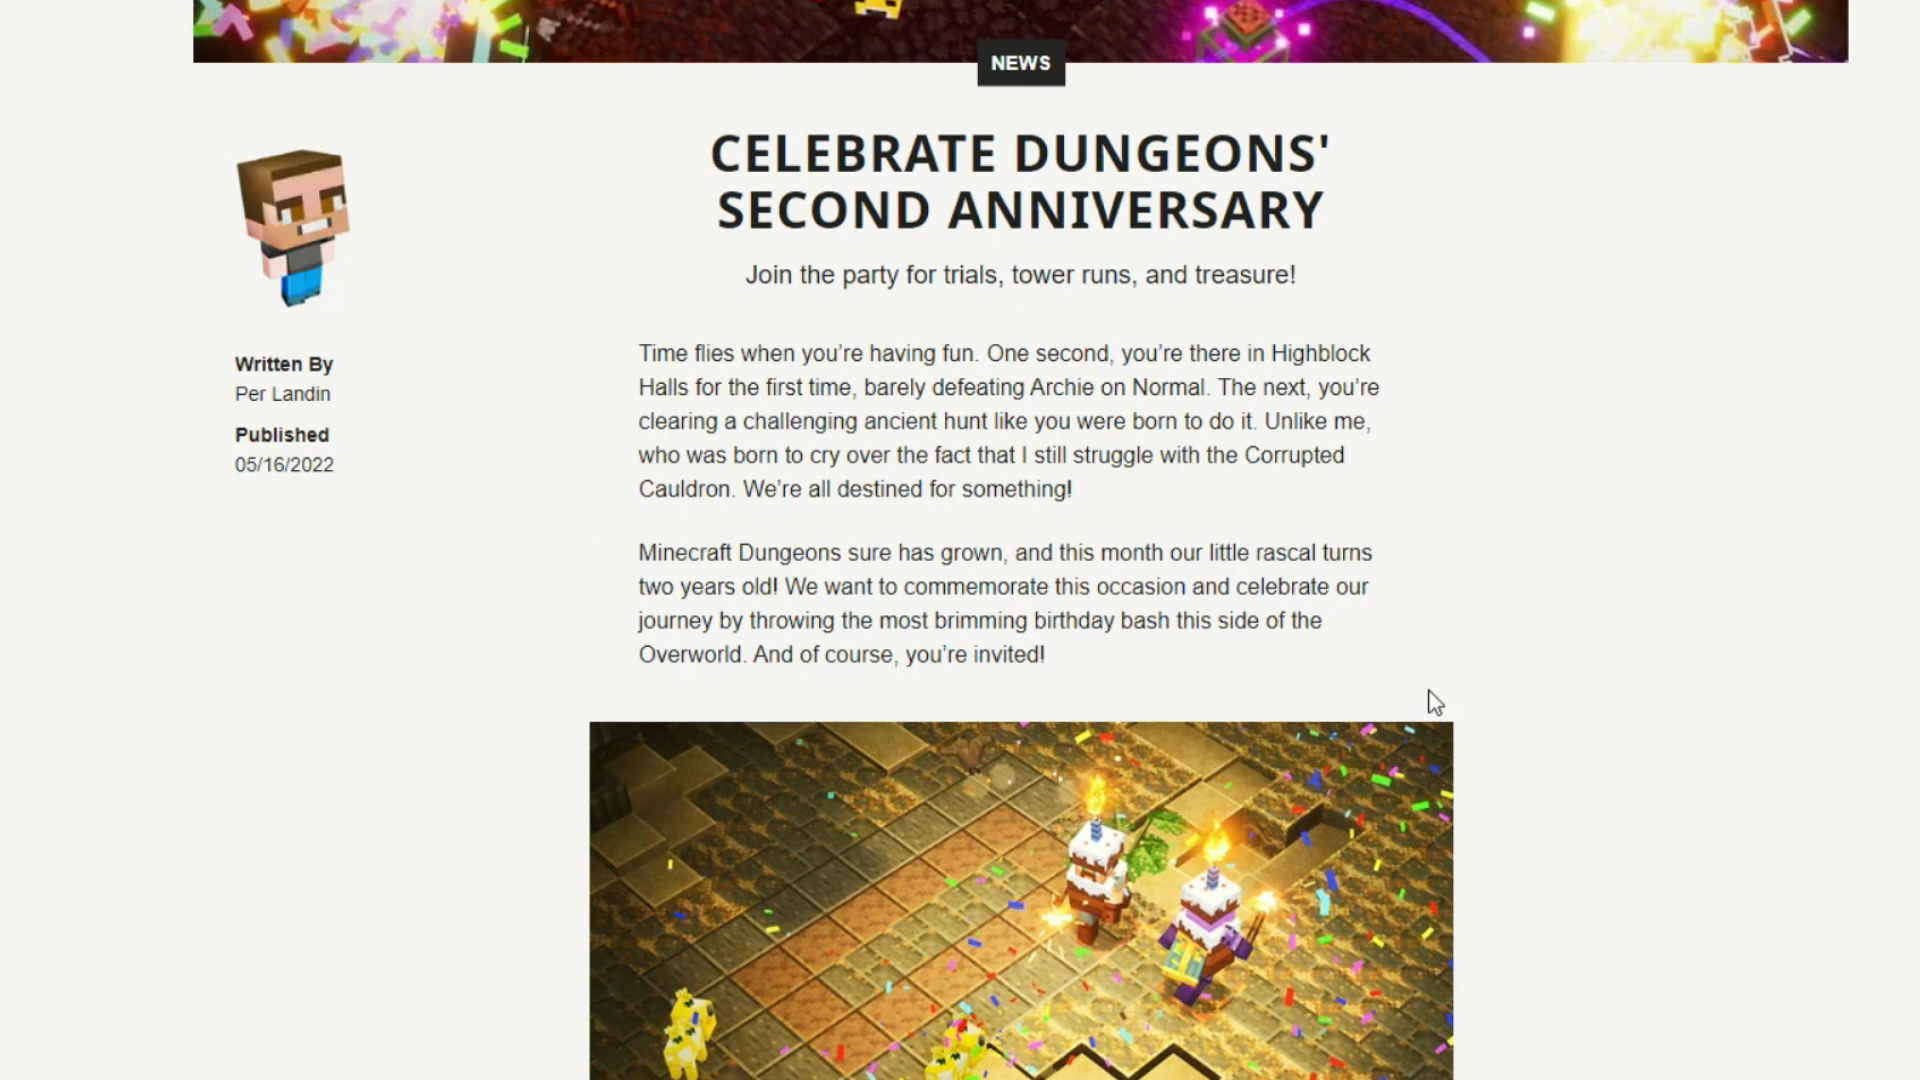 NEWS
CELEBRATE DUNGEONS'
SECOND ANNIVERSARY
Join the party for trials, tower runs, and treasure!
Written By
Per Landin
Published
05/16/2022
Time flies when you’re having fun. One second, you’re there in Highblock
Halls for the first time, barely defeating Archie on Normal. The next, you’re
clearing a challenging ancient hunt like you were born to do it. Unlike me,
who was born to cry over the fact that I still struggle with the Corrupted
Cauldron. We’re all destined for something!
Minecraft Dungeons sure has grown, and this month our little rascal turns
two years old! We want to commemorate this occasion and celebrate our
journey by throwing the most brimming birthday bash this side of the
Overworld. And of course, you’re invited!